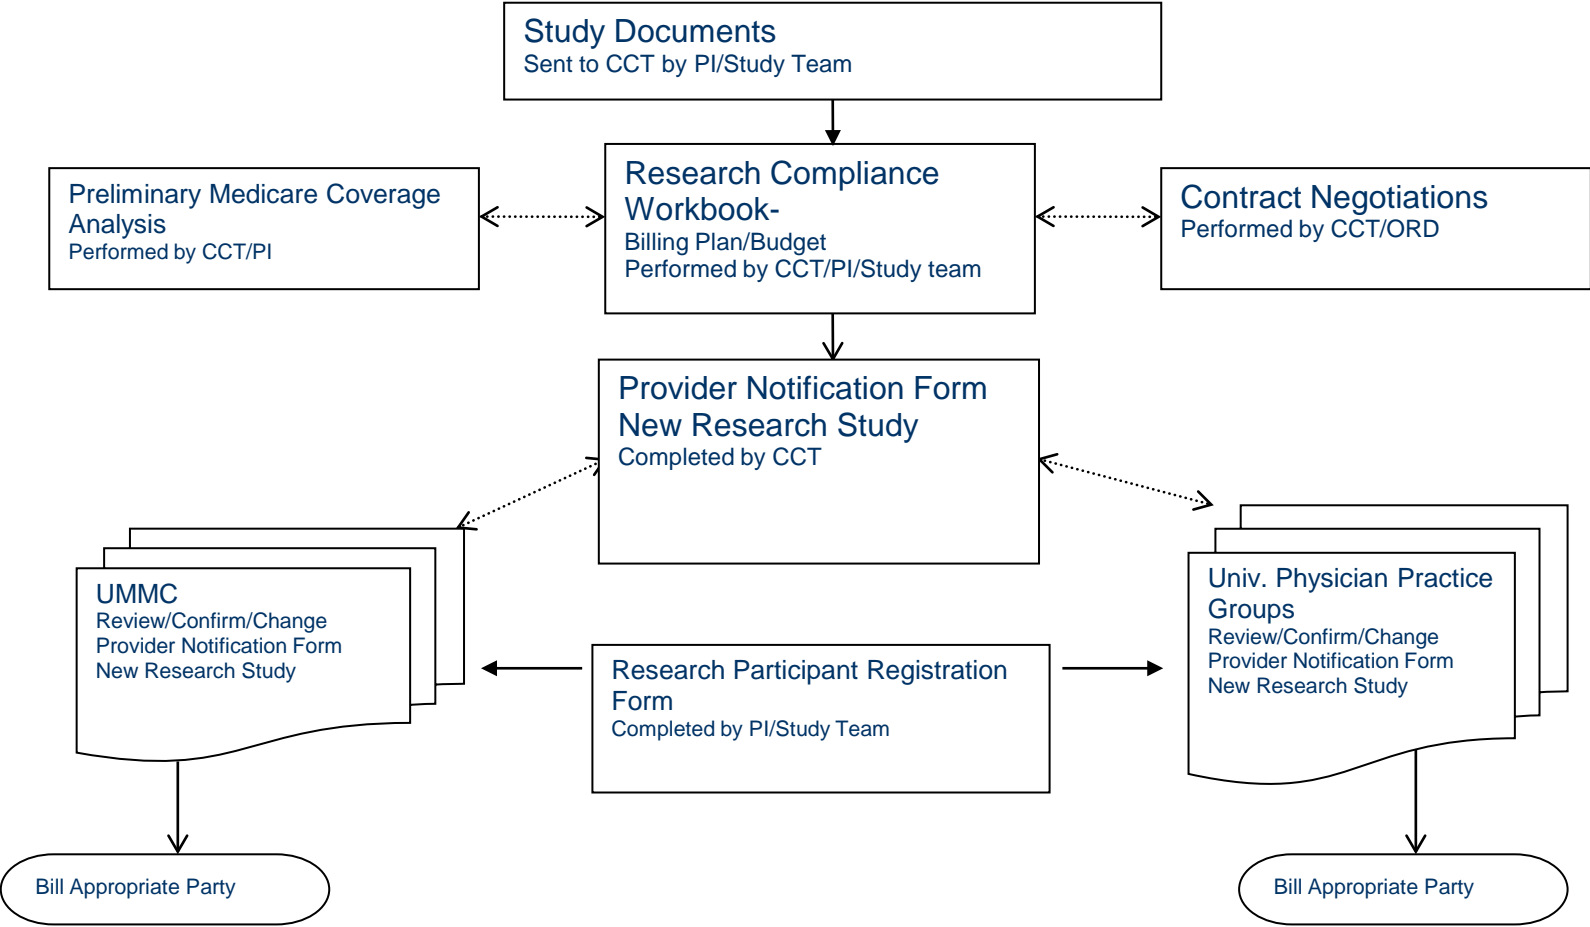 Study Documents
Sent to CCT by PI/Study Team
Preliminary Medicare Coverage
Analysis
Performed by CCT/PI
Research Compliance
Workbook-
Billing Plan/Budget
Performed by CCT/PI/Study team
Contract Negotiations
Performed by CCT/ORD
Provider Notification Form
New Research Study
Completed by CCT
UMMC
Review/Confirm/Change
Provider Notification Form
New Research Study
Research Participant Registration
Form
Completed by PI/Study Team
Univ. Physician Practice
Groups
Review/Confirm/Change
Provider Notification Form
New Research Study
Bill Appropriate Party
Bill Appropriate Party